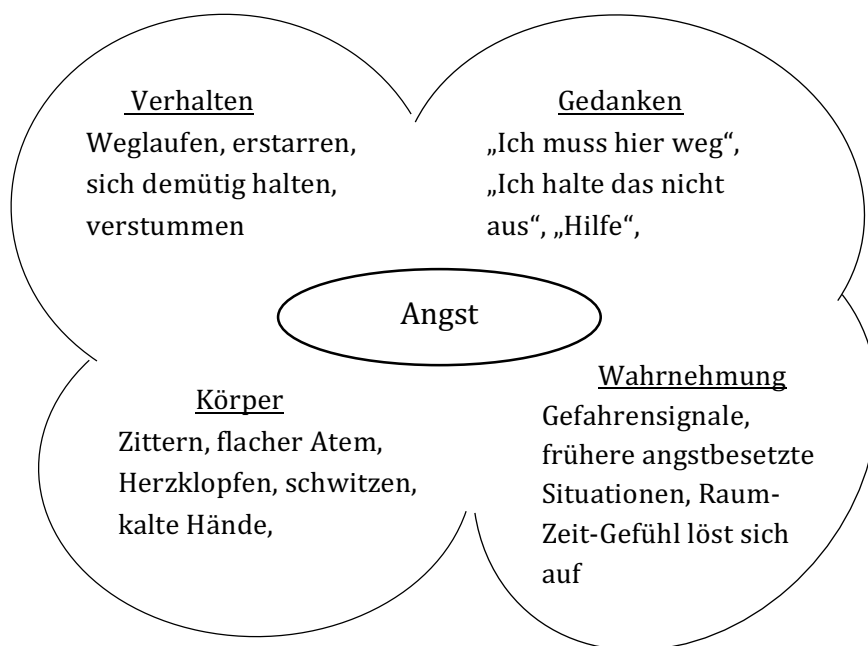 Verhalten
Weglaufen, erstarren,
sich demütig halten,
verstummen
Gedanken
„Ich muss hier weg“,
„Ich halte das nicht
aus“, „Hilfe“,
Angst
Körper
Zittern, flacher Atem,
Herzklopfen, schwitzen,
kalte Hände,
Wahrnehmung
Gefahrensignale,
frühere angstbesetzte
Situationen, Raum-
Zeit-Gefühl löst sich
auf